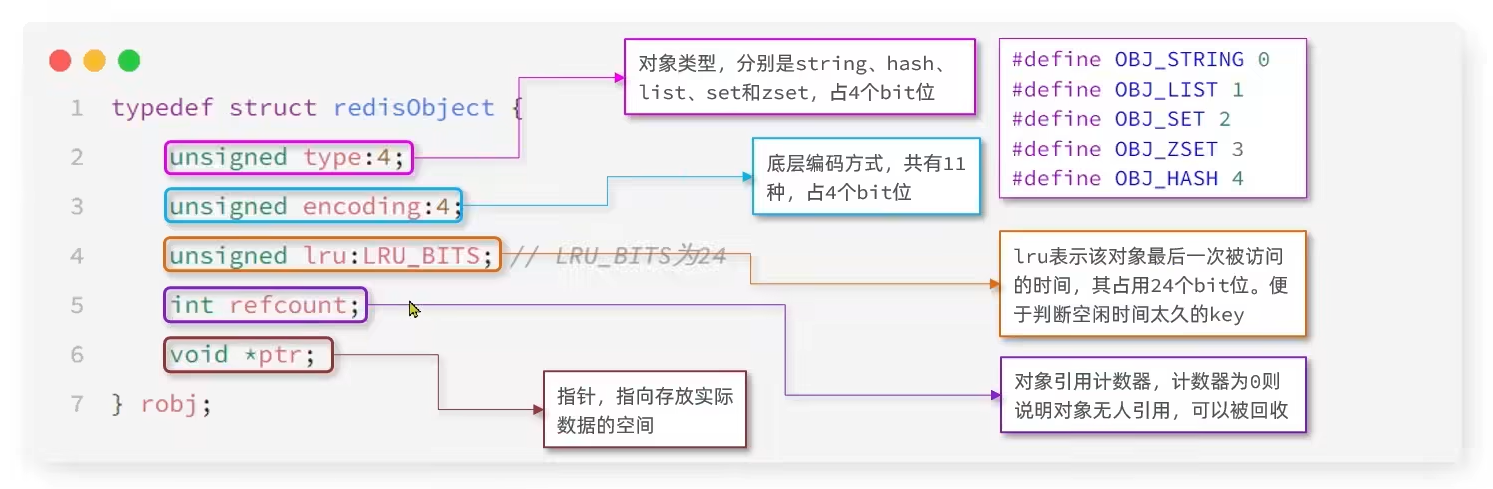 1 typedef struct redisObject {
2 unsigned type:4;
3 unsigned encoding:4;
4 unsigned lru:LRU_BITS; // LRU_BITS为24
5 int refcount;
6 void *ptr;
7 } robj;
对象类型，分别是string、hash、
list、set和zset，占4个bit位
底层编码方式，共有11
种，占4个bit位
#define OBJ_STRING 0
#define OBJ_LIST 1
#define OBJ_SET 2
#define OBJ_ZSET 3
#define OBJ_HASH 4
lru表示该对象最后一次被访问
的时间，其占用24个bit位。便
于判断空闲时间太久的key
对象引用计数器，计数器为0则
说明对象无人引用，可以被回收
指针，指向存放实际
数据的空间